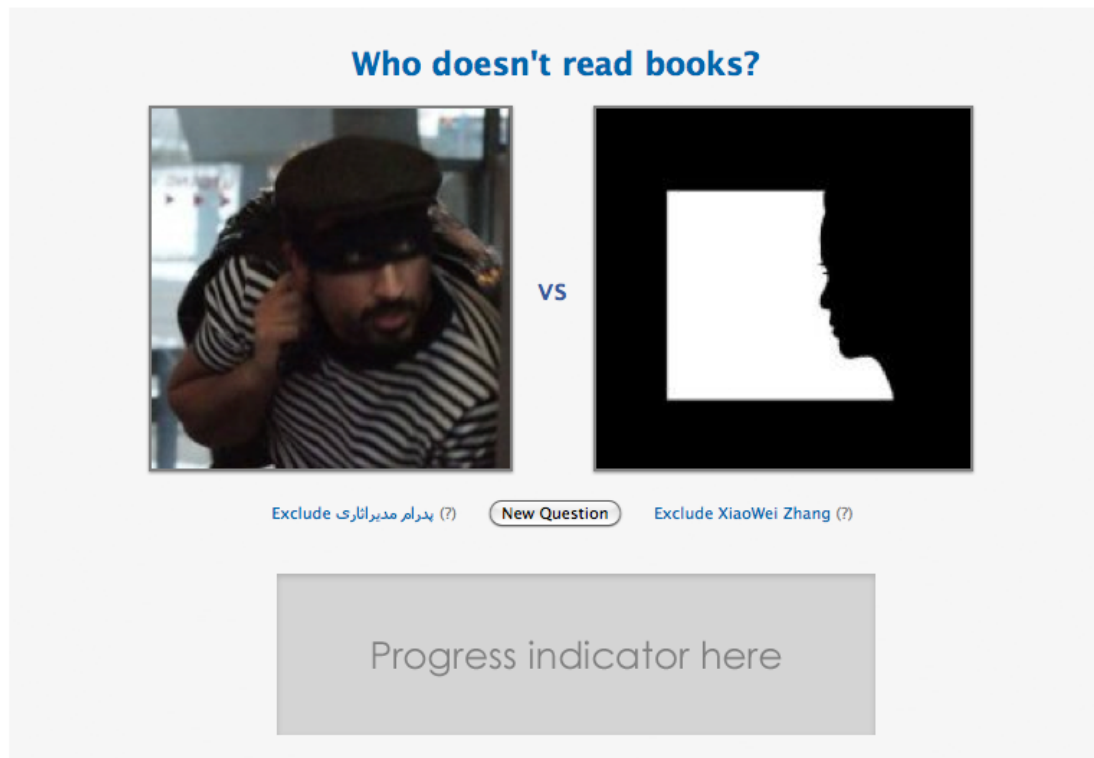 Who doesn't read books?
vs
Exclude پدرام مدیراثاری (?)
New Question
Exclude XiaoWei Zhang (?)
Progress indicator here